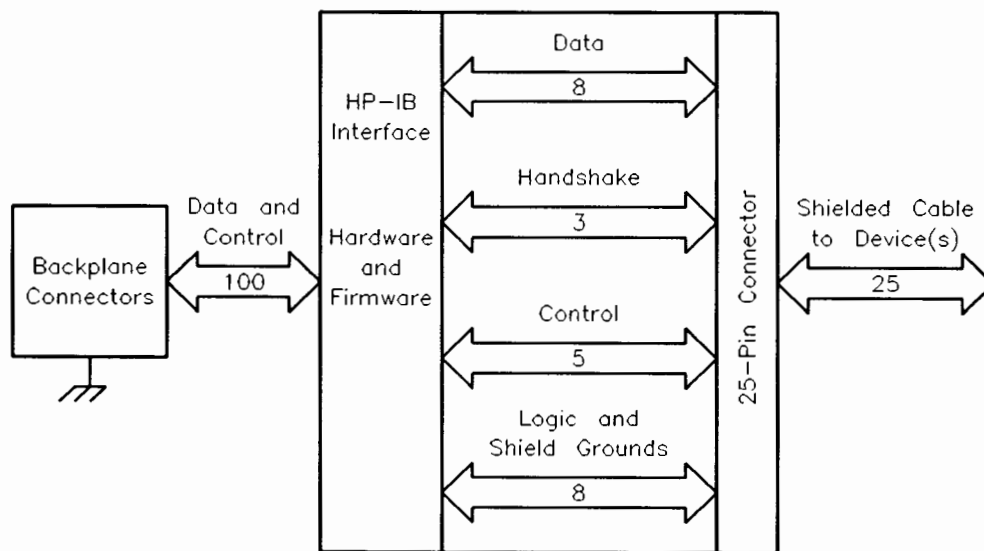 Backplane
Connectors
Data and
Control
100
HP-IB
Interface
Hardware
and
Firmware
Data
8
Handshake
3
Control
5
Logic and
Shield Grounds
8
25-Pin Connector
Shielded Cable
to Device(s)
25